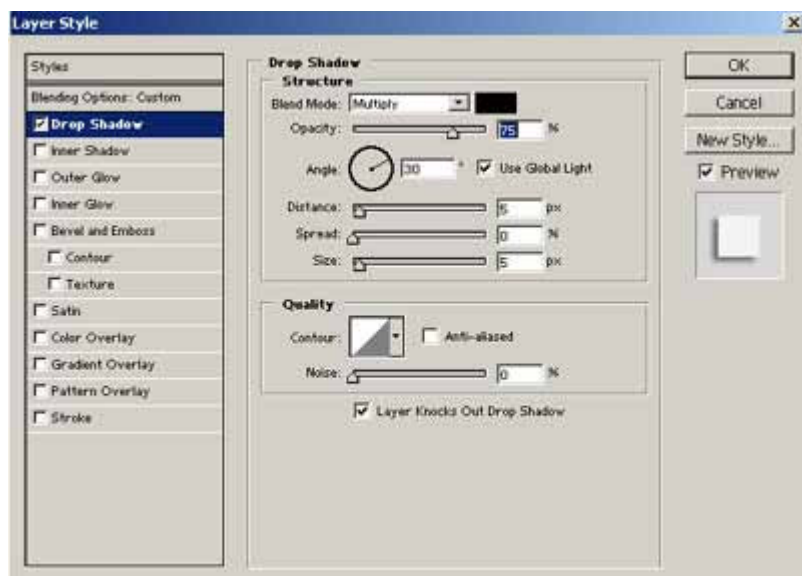 Layer Style
Styles
Blending Options: Custom
Drop Shadow
Inner Shadow
Outer Glow
Inner Glow
Bevel and Emboss
Contour
Texture
Satin
Color Overlay
Gradient Overlay
Pattern Overlay
Stroke
Drop Shadow
Structure
Blend Mode: Multiply
Opacity: 75 %
Angle: 30 ° Use Global Light
Distance: 5 px
Spread: 0 %
Size: 5 px
Quality
Contour: Anti-aliased
Noise: 0 %
Layer Knocks Out Drop Shadow
OK
Cancel
New Style...
Preview